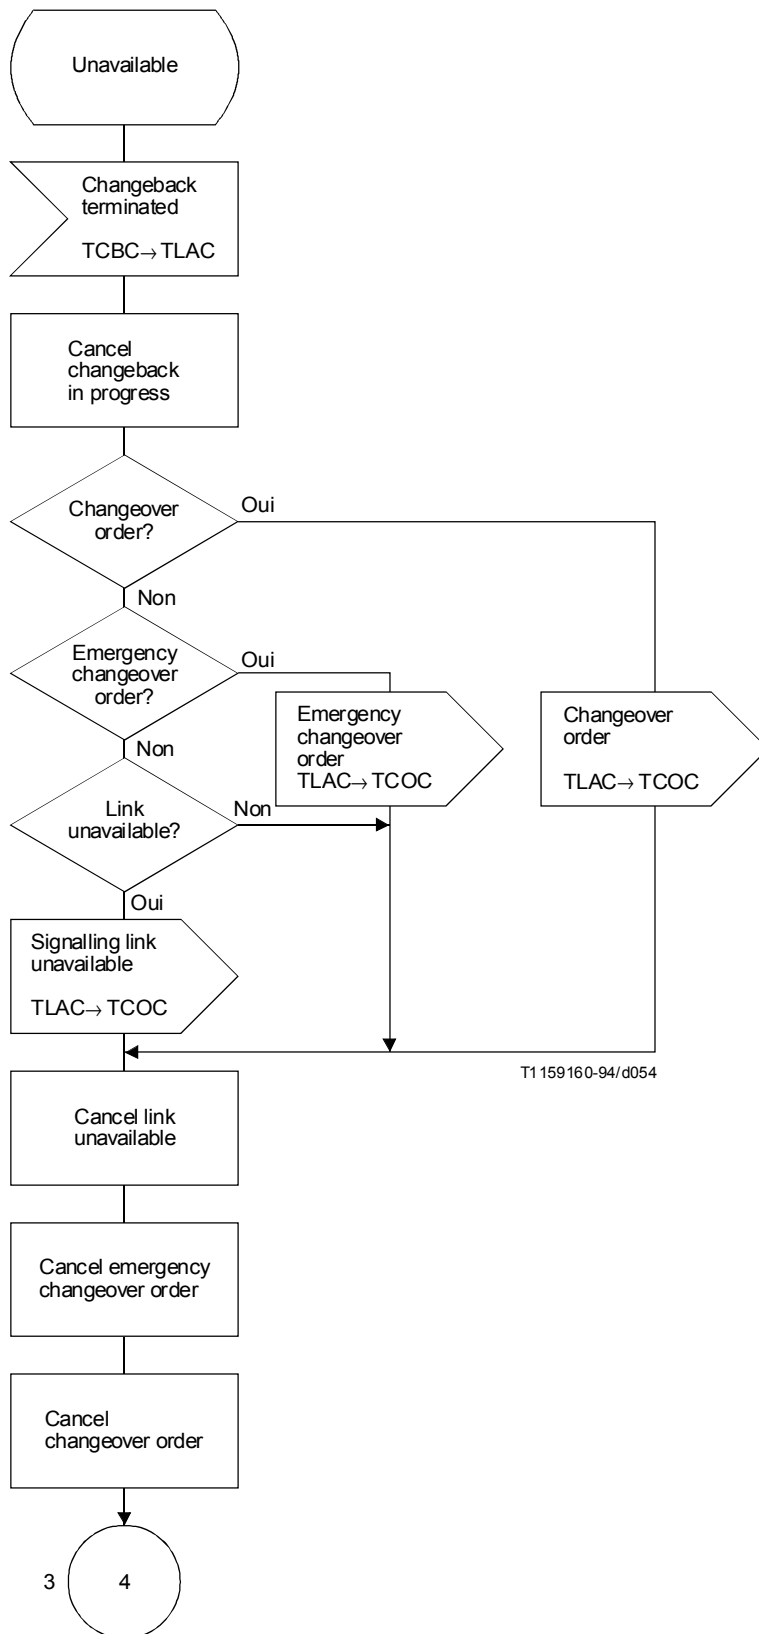 Unavailable
Changeback
terminated
TCBC→TLAC
Cancel
changeback
in progress
Changeover
order?
Oui
Non
Emergency
changeover
order?
Oui
Non
Emergency
changeover
order
TLAC→TCOC
Changeover
order
TLAC→TCOC
Link
unavailable?
Non
Oui
Signalling link
unavailable
TLAC→TCOC
T1159160-94/d054
Cancel link
unavailable
Cancel emergency
changeover order
Cancel
changeover order
3
4